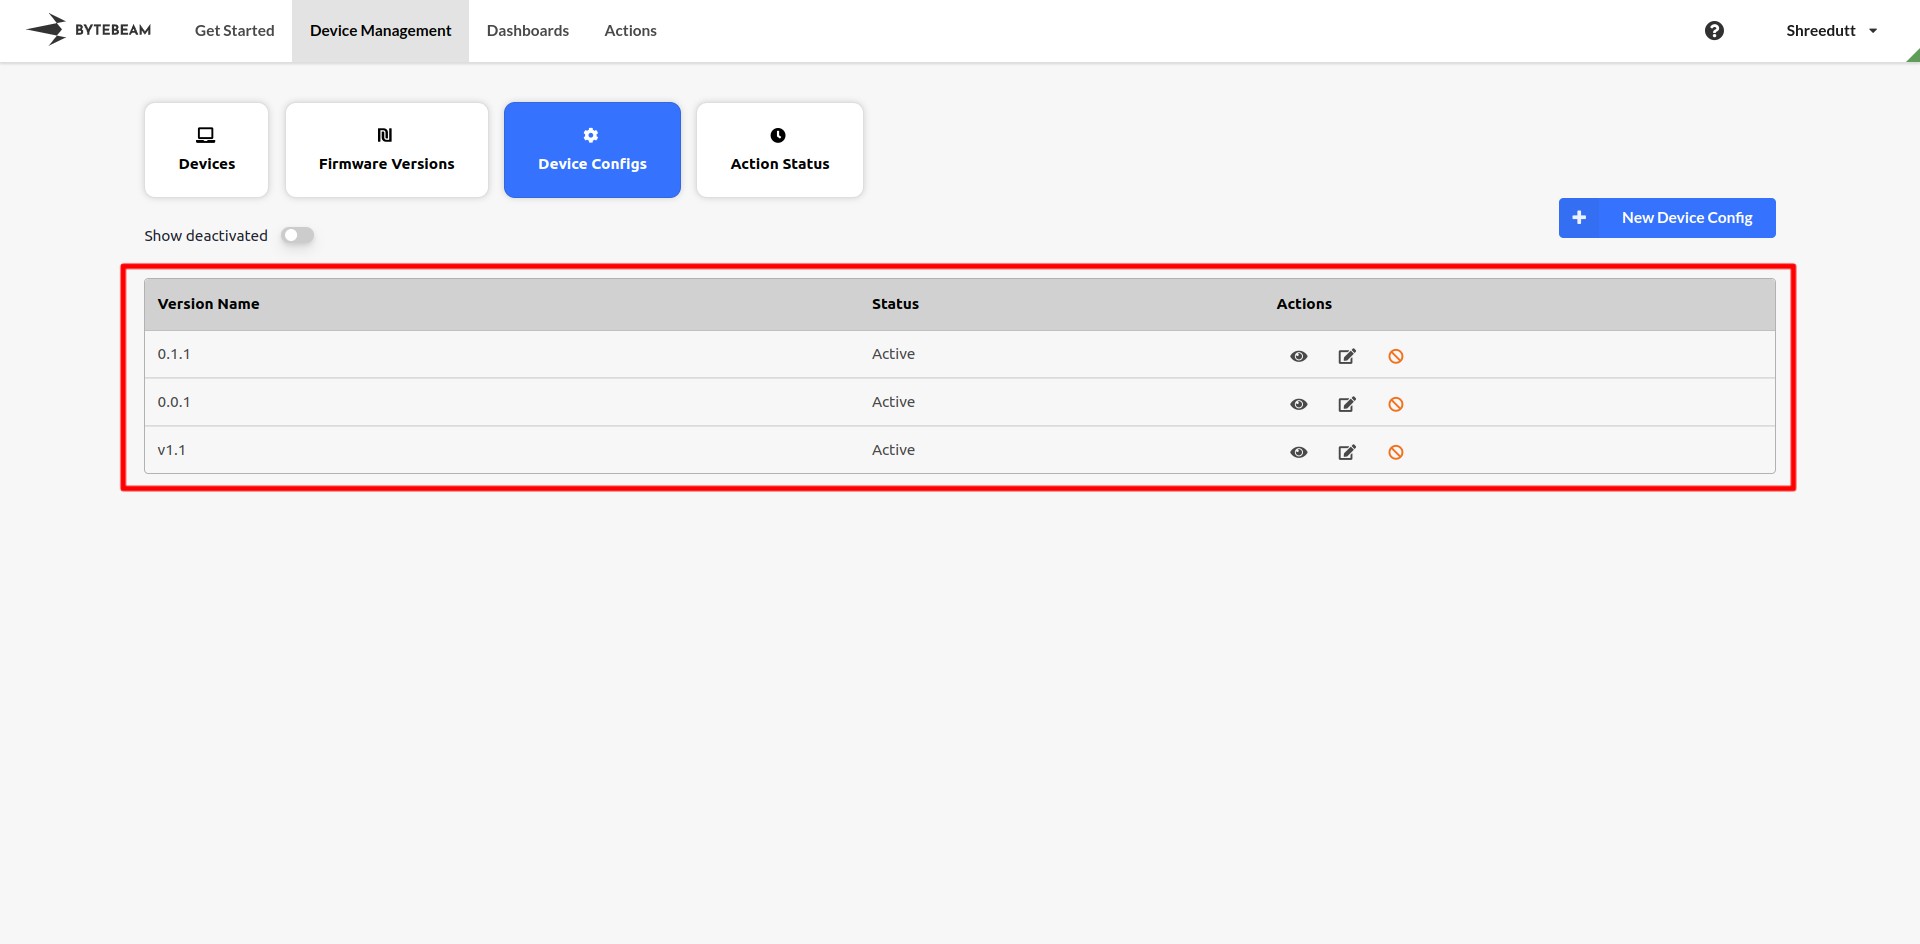 BYTEBEAM Get Started Device Management Dashboards Actions Shreedutt
Devices Firmware Versions Device Configs Action Status
New Device Config
Show deactivated
Version Name Status Actions
0.1.1 Active
0.0.1 Active
v1.1 Active